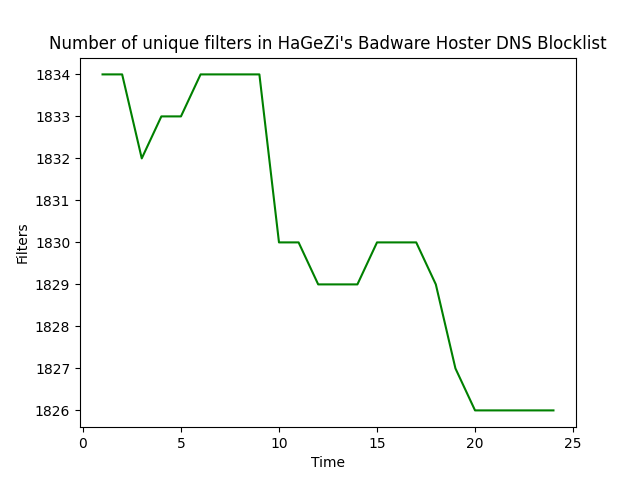 Number of unique filters in HaGeZi's Badware Hoster DNS Blocklist
1834
1833
1832
1831
1830
1829
1828
1827
1826
Filters
0 5 10 15 20 25
Time